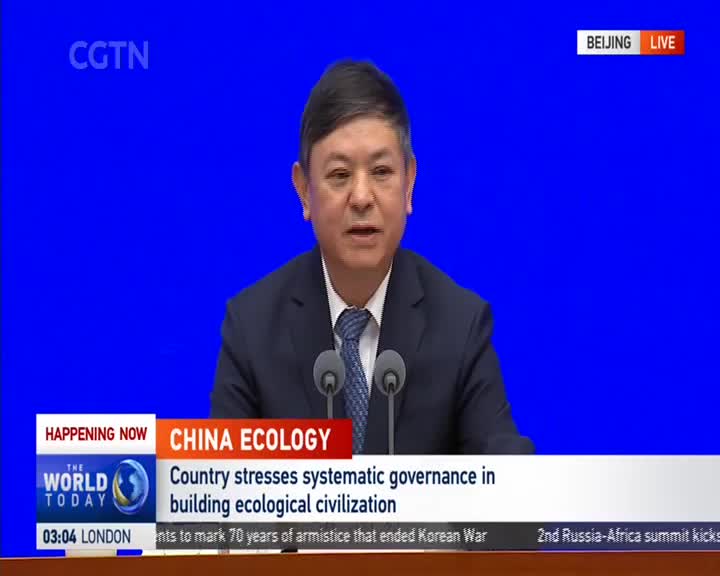 CGTN
BEIJING LIVE
HAPPENING NOW
CHINA ECOLOGY
THE
WORLD
TODAY
Country stresses systematic governance in
building ecological civilization
03:04 LONDON
ents to mark 70 years of armistice that ended Korean War 2nd Russia-Africa summit kicks